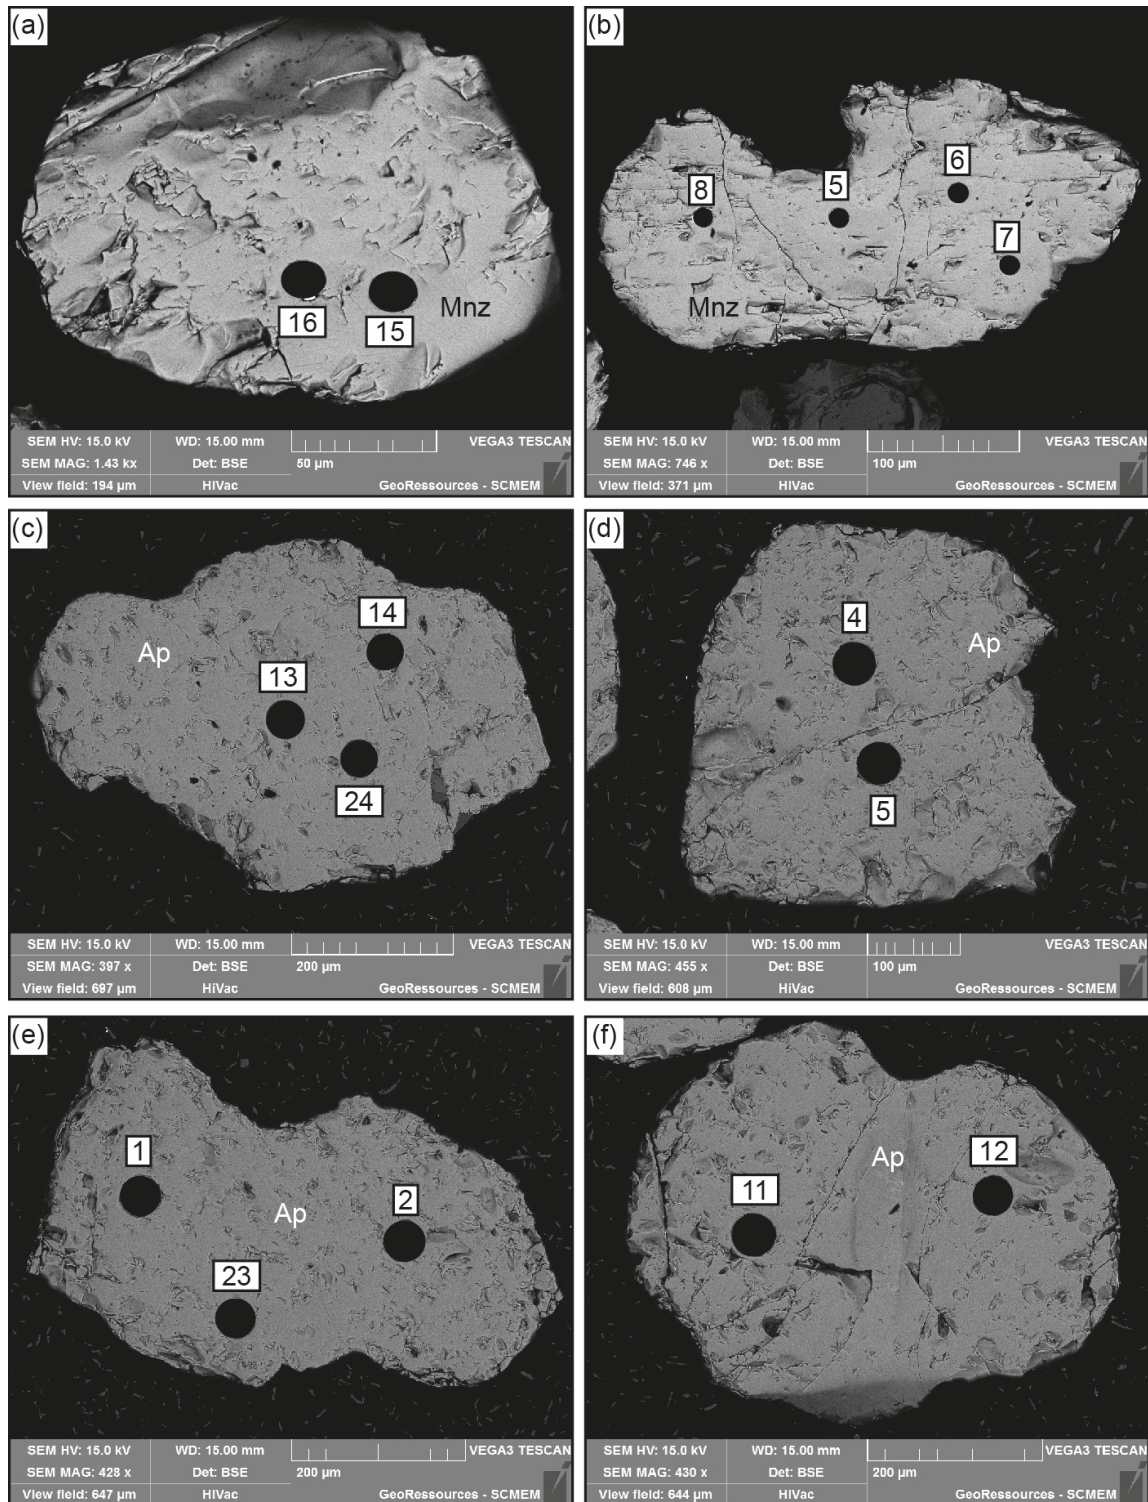 (a)
16
15
Mnz
SEM HV: 15.0 kV
WD: 15.00 mm
VEGA3 TESCAN
SEM MAG: 1.43 kx
Det: BSE
50 µm
View field: 194 µm
HiVac
GeoRessources - SCMEM
(b)
8
5
6
7
Mnz
SEM HV: 15.0 kV
WD: 15.00 mm
VEGA3 TESCAN
SEM MAG: 746 x
Det: BSE
100 µm
View field: 371 µm
HiVac
GeoRessources - SCMEM
(c)
14
Ap
13
24
SEM HV: 15.0 kV
WD: 15.00 mm
VEGA3 TESCAN
SEM MAG: 397 x
Det: BSE
200 µm
View field: 697 µm
HiVac
GeoRessources - SCMEM
(d)
4
Ap
5
SEM HV: 15.0 kV
WD: 15.00 mm
VEGA3 TESCAN
SEM MAG: 455 x
Det: BSE
100 µm
View field: 608 µm
HiVac
GeoRessources - SCMEM
(e)
1
Ap
2
23
SEM HV: 15.0 kV
WD: 15.00 mm
VEGA3 TESCAN
SEM MAG: 428 x
Det: BSE
200 µm
View field: 647 µm
HiVac
GeoRessources - SCMEM
(f)
Ap
12
11
SEM HV: 15.0 kV
WD: 15.00 mm
VEGA3 TESCAN
SEM MAG: 430 x
Det: BSE
200 µm
View field: 644 µm
HiVac
GeoRessources - SCMEM